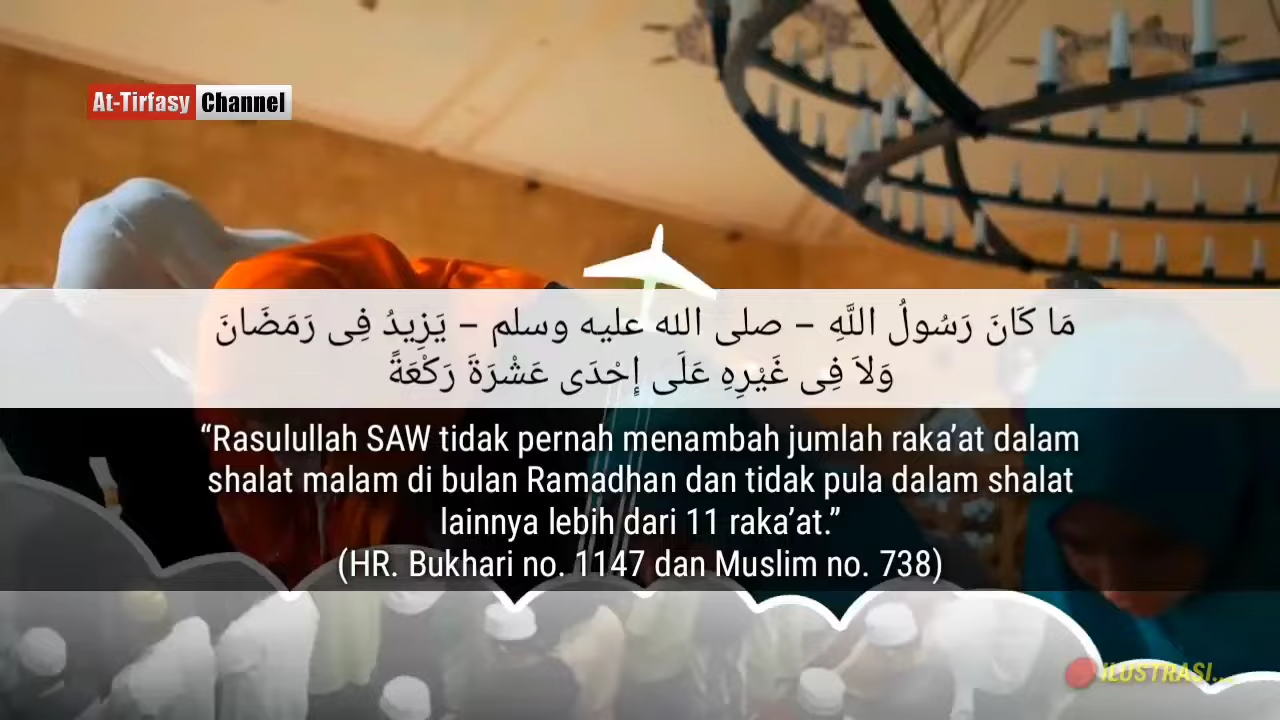 At-Tirfasy Channel
مَا كَانَ رَسُولُ اللَّهِ – صلى الله عليه وسلم – يَزِيدُ فِى رَمَضَانَ
وَلاَ فِى غَيْرِهِ عَلَى إِحْدَى عَشْرَةَ رَكْعَةً
“Rasulullah SAW tidak pernah menambah jumlah raka’at dalam
shalat malam di bulan Ramadhan dan tidak pula dalam shalat
lainnya lebih dari 11 raka’at.”
(HR. Bukhari no. 1147 dan Muslim no. 738)
ILUSTRASI...